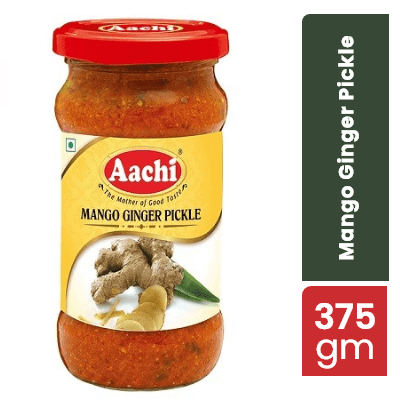 Aachi
Aachi
®
The Mother of Good Taste
MANGO GINGER PICKLE
Mango Ginger Pickle
375
gm